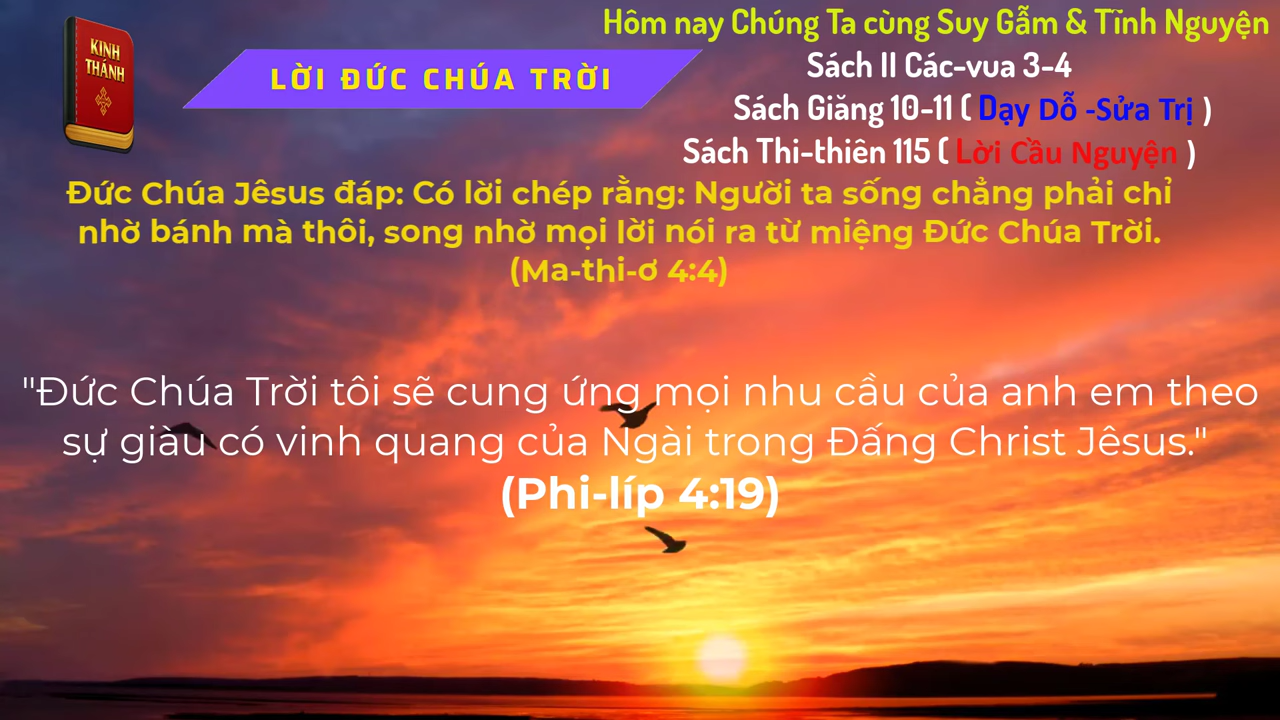 KINH
THÁNH
LỜI ĐỨC CHÚA TRỜI
Hôm nay Chúng Ta cùng Suy Gẫm & Tĩnh Nguyện
Sách II Các-vua 3-4
Sách Giăng 10-11 ( Dạy Dỗ -Sửa Trị )
Sách Thi-thiên 115 ( Lời Cầu Nguyện )
Đức Chúa Jêsus đáp: Có lời chép rằng: Người ta sống chẳng phải chỉ
nhờ bánh mà thôi, song nhờ mọi lời nói ra từ miệng Đức Chúa Trời.
(Ma-thi-ơ 4:4)
"Đức Chúa Trời tôi sẽ cung ứng mọi nhu cầu của anh em theo
sự giàu có vinh quang của Ngài trong Đấng Christ Jêsus."
(Phi-líp 4:19)